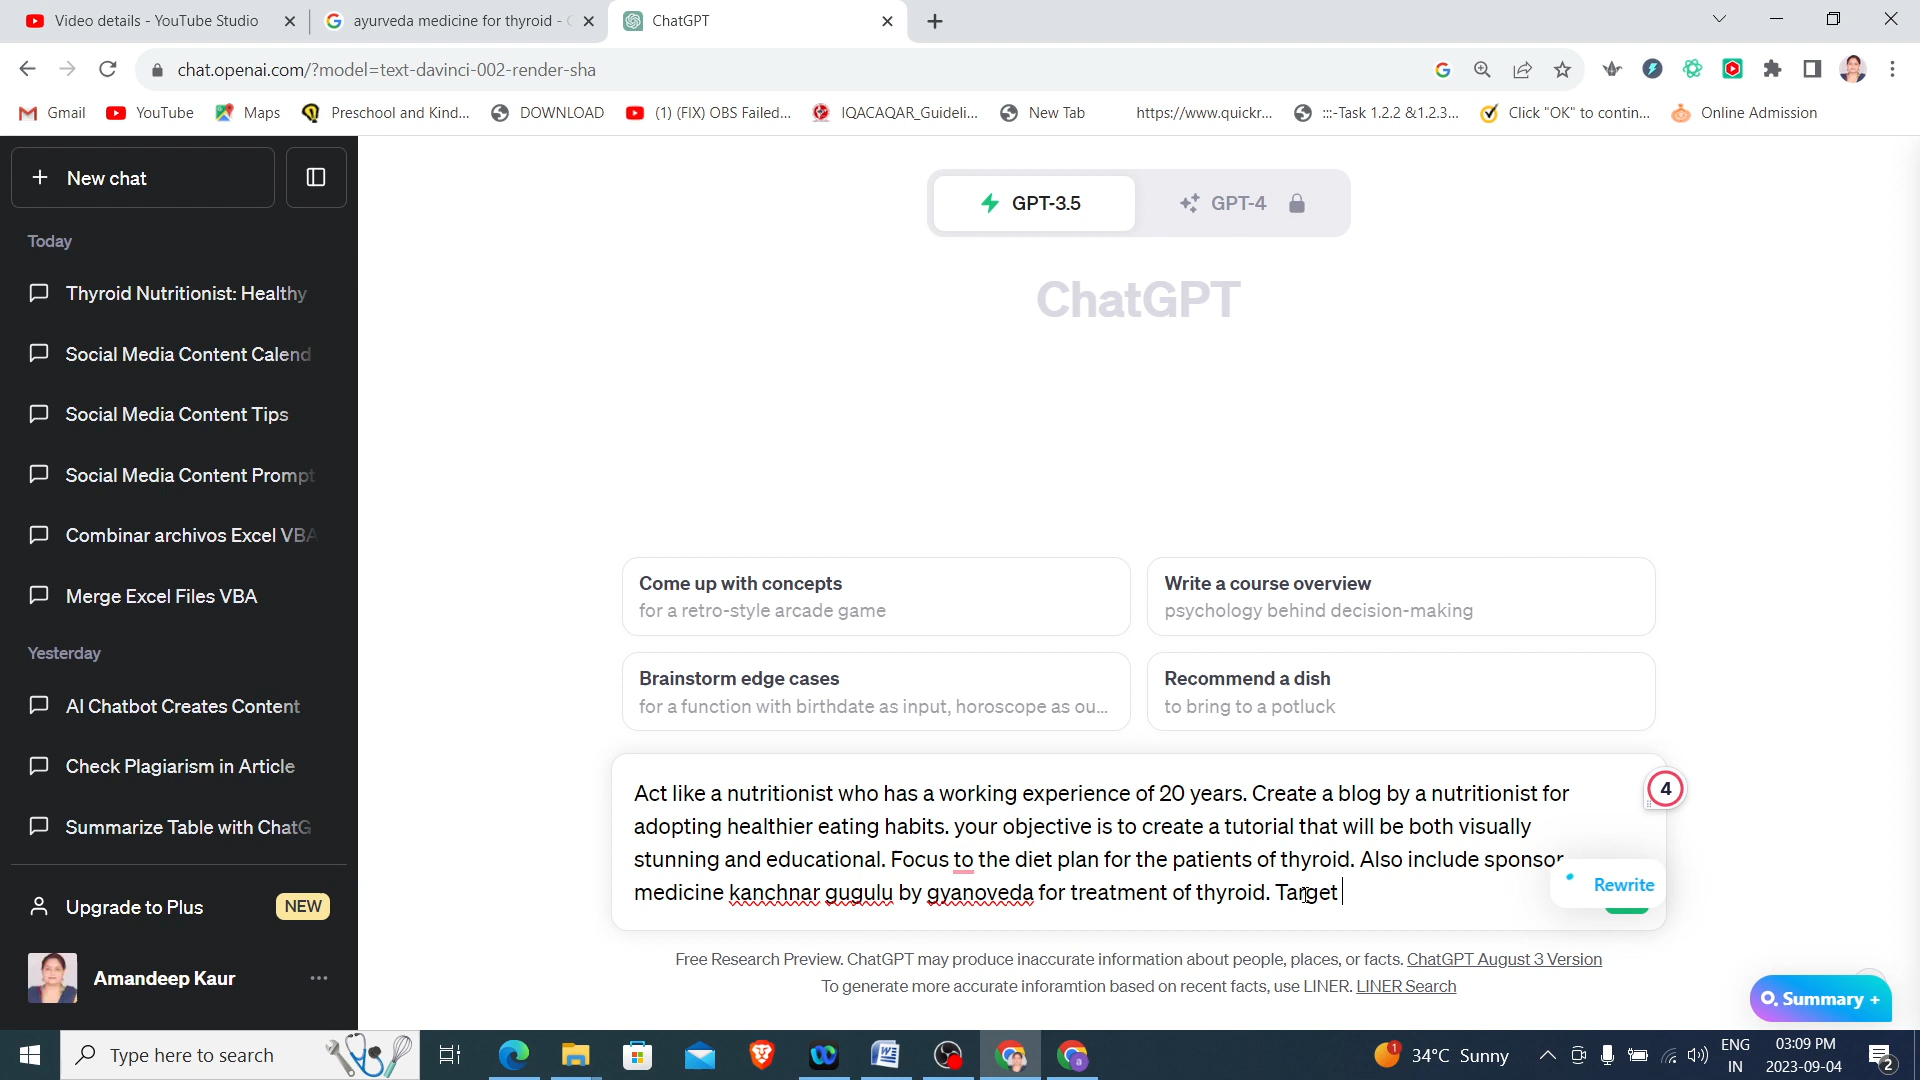 Video details - YouTube Studio
ayurveda medicine for thyroid -
ChatGPT
chat.openai.com/?model=text-davinci-002-render-sha
Gmail
YouTube
Maps
Preschool and Kind...
DOWNLOAD
(1) (FIX) OBS Failed...
IQACAQAR_Guideli...
New Tab
https://www.quickr...
:::-Task 1.2.2 &1.2.3...
Click "OK" to contin...
Online Admission
New chat
Today
Thyroid Nutritionist: Healthy
Social Media Content Calend
Social Media Content Tips
Social Media Content Prompt
Combinar archivos Excel VBA
Merge Excel Files VBA
Yesterday
AI Chatbot Creates Content
Check Plagiarism in Article
Summarize Table with ChatG
Upgrade to Plus
NEW
Amandeep Kaur
GPT-3.5
GPT-4
ChatGPT
Come up with concepts
for a retro-style arcade game
Write a course overview
psychology behind decision-making
Brainstorm edge cases
for a function with birthdate as input, horoscope as ou...
Recommend a dish
to bring to a potluck
Act like a nutritionist who has a working experience of 20 years. Create a blog by a nutritionist for
adopting healthier eating habits. your objective is to create a tutorial that will be both visually
stunning and educational. Focus to the diet plan for the patients of thyroid. Also include sponsor
medicine kanchnar gugulu by gyanoveda for treatment of thyroid. Target
4
Rewrite
Free Research Preview. ChatGPT may produce inaccurate information about people, places, or facts. ChatGPT August 3 Version
To generate more accurate inforamtion based on recent facts, use LINER. LINER Search
Summary +
Type here to search
1
34°C Sunny
ENG
IN
03:09 PM
2023-09-04
2